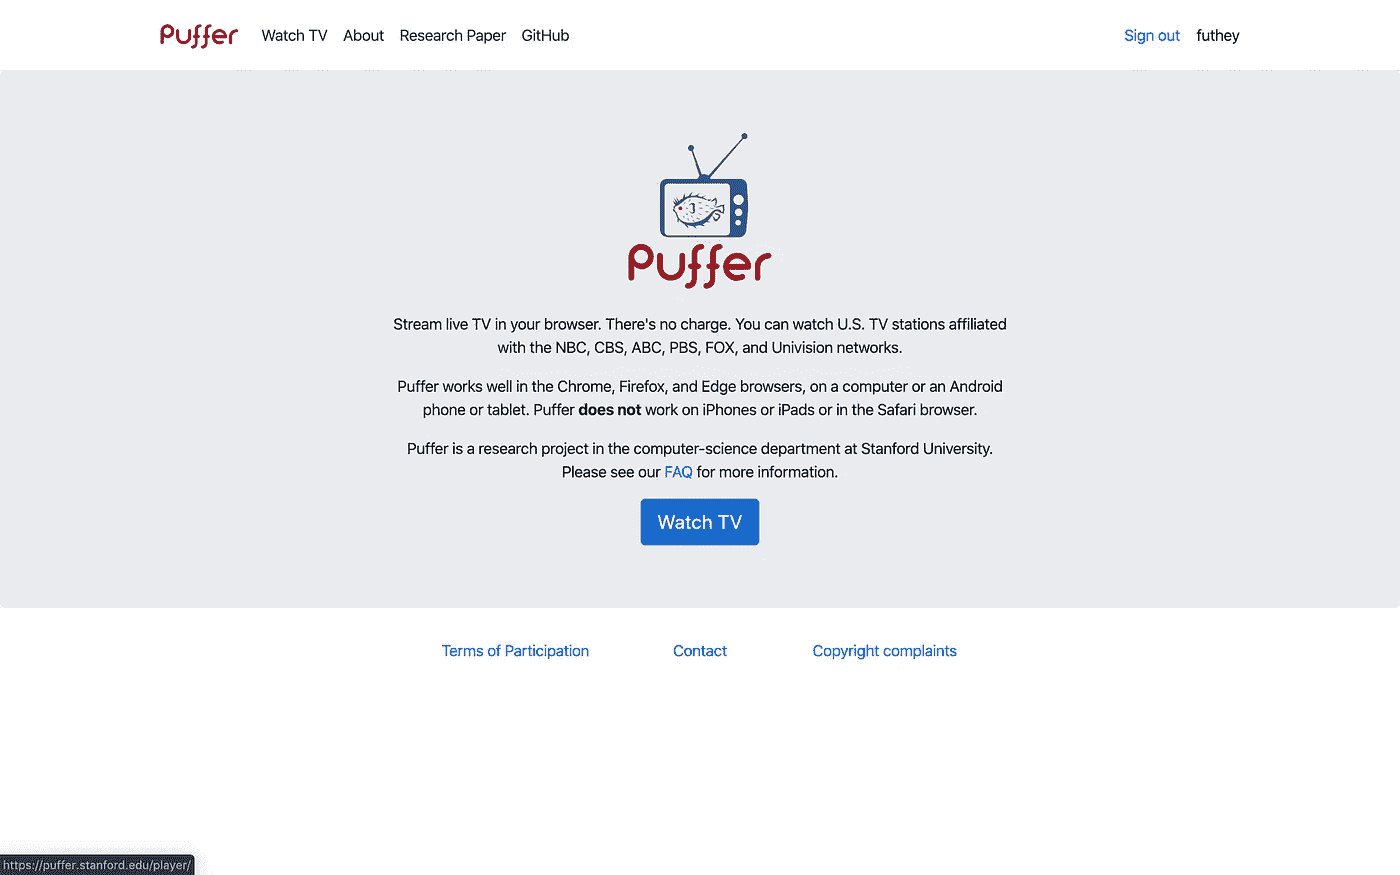 Puffer Watch TV About Research Paper GitHub Sign out futhey
Puffer
Stream live TV in your browser. There's no charge. You can watch U.S. TV stations affiliated
with the NBC, CBS, ABC, PBS, FOX, and Univision networks.
Puffer works well in the Chrome, Firefox, and Edge browsers, on a computer or an Android
phone or tablet. Puffer does not work on iPhones or iPads or in the Safari browser.
Puffer is a research project in the computer-science department at Stanford University.
Please see our FAQ for more information.
Watch TV
Terms of Participation Contact Copyright complaints
https://puffer.stanford.edu/player/